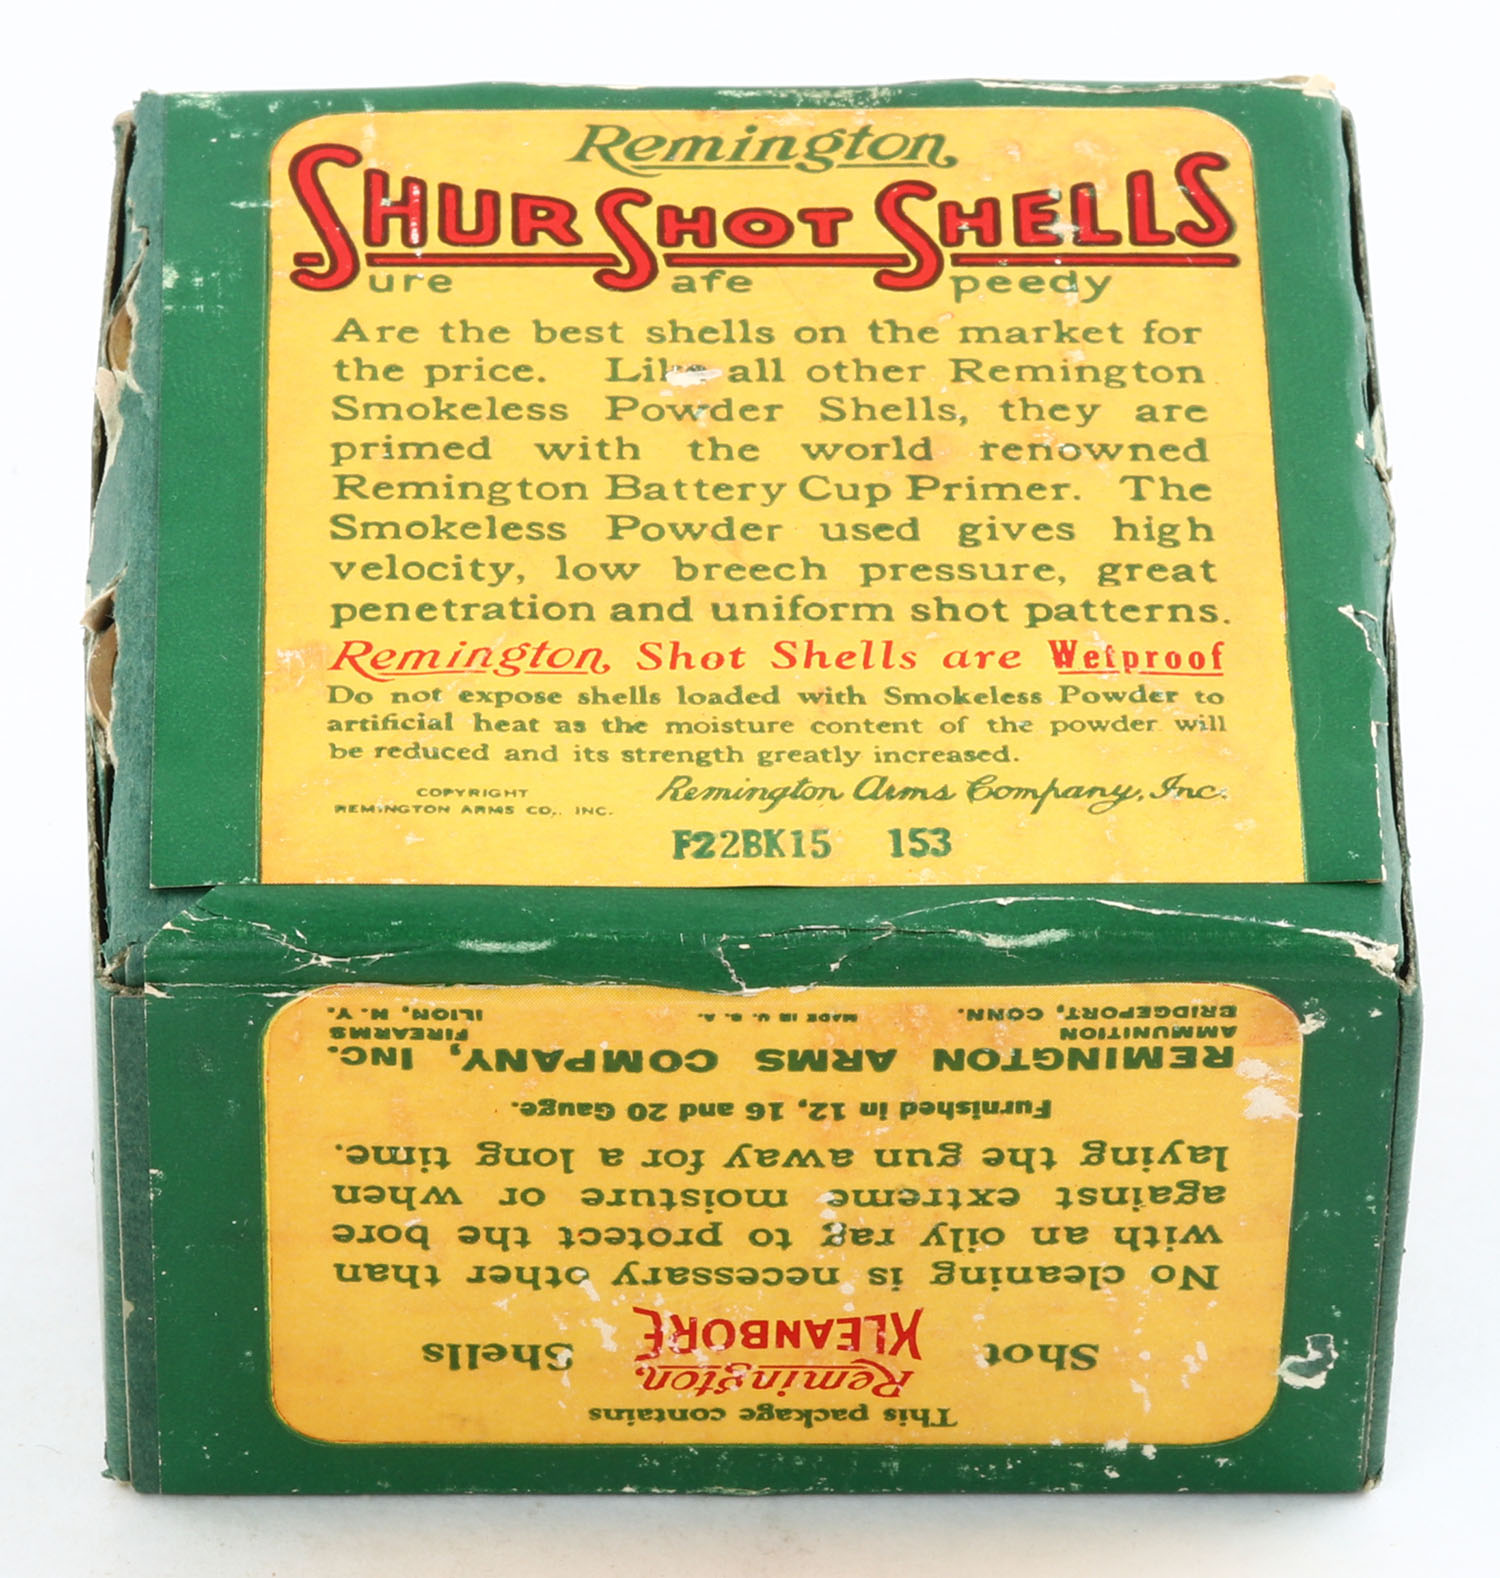 Remington
SHUR SHOT SHELLS
Sure Safe Speedy
Are the best shells on the market for
the price. Like all other Remington
Smokeless Powder Shells, they are
primed with the world renowned
Remington Battery Cup Primer. The
Smokeless Powder used gives high
velocity, low breech pressure, great
penetration and uniform shot patterns.
Remington Shot Shells are Wetproof
Do not expose shells loaded with Smokeless Powder to
artificial heat as the moisture content of the powder will
be reduced and its strength greatly increased.
COPYRIGHT
REMINGTON ARMS CO., INC.
Remington Arms Company, Inc.
F22BK15 153
This package contains
Remington
Shot KLEANBORE Shells
No cleaning is necessary other than
with an oily rag to protect the bore
against extreme moisture or when
laying the gun away for a long time.
Furnished in 12, 16 and 20 Gauge.
REMINGTON ARMS COMPANY, INC.
AMMUNITION FIREARMS
BRIDGEPORT, CONN. MADE IN U. S. A. ILION, N. Y.